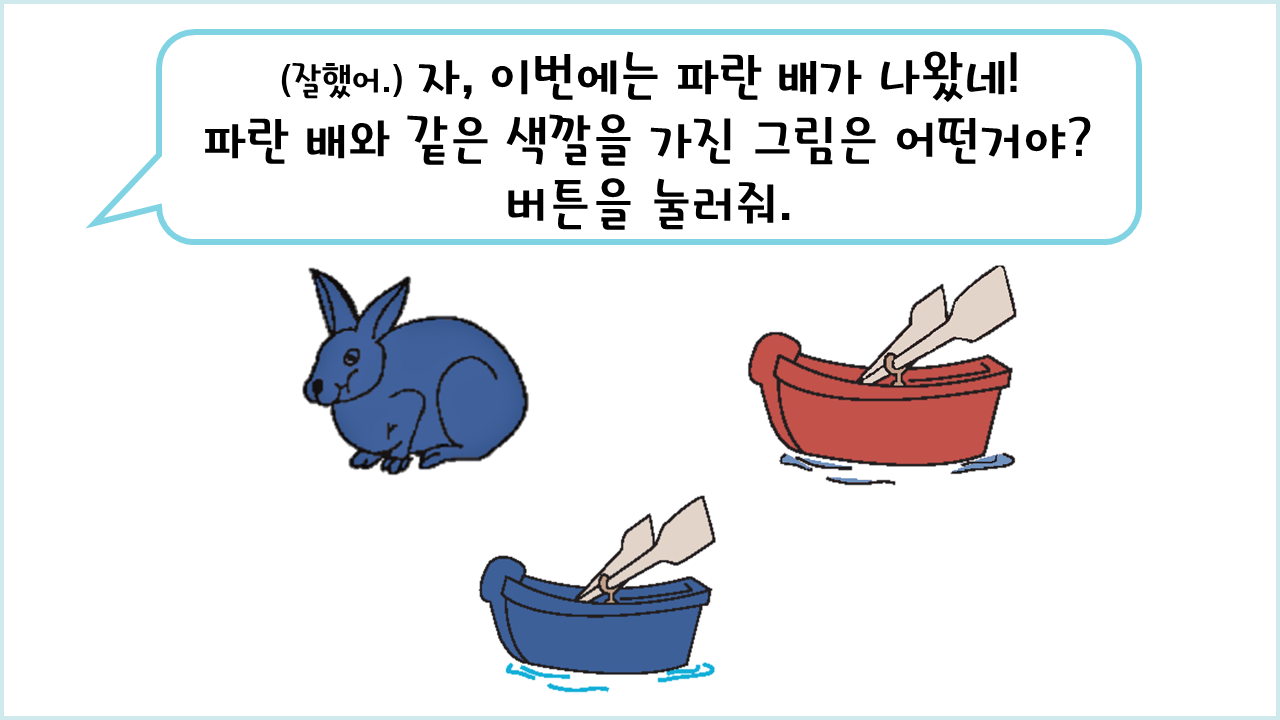 (잘했어.) 자, 이번에는 파란 배가 나왔네!
파란 배와 같은 색깔을 가진 그림은 어떤거야?
버튼을 눌러줘.